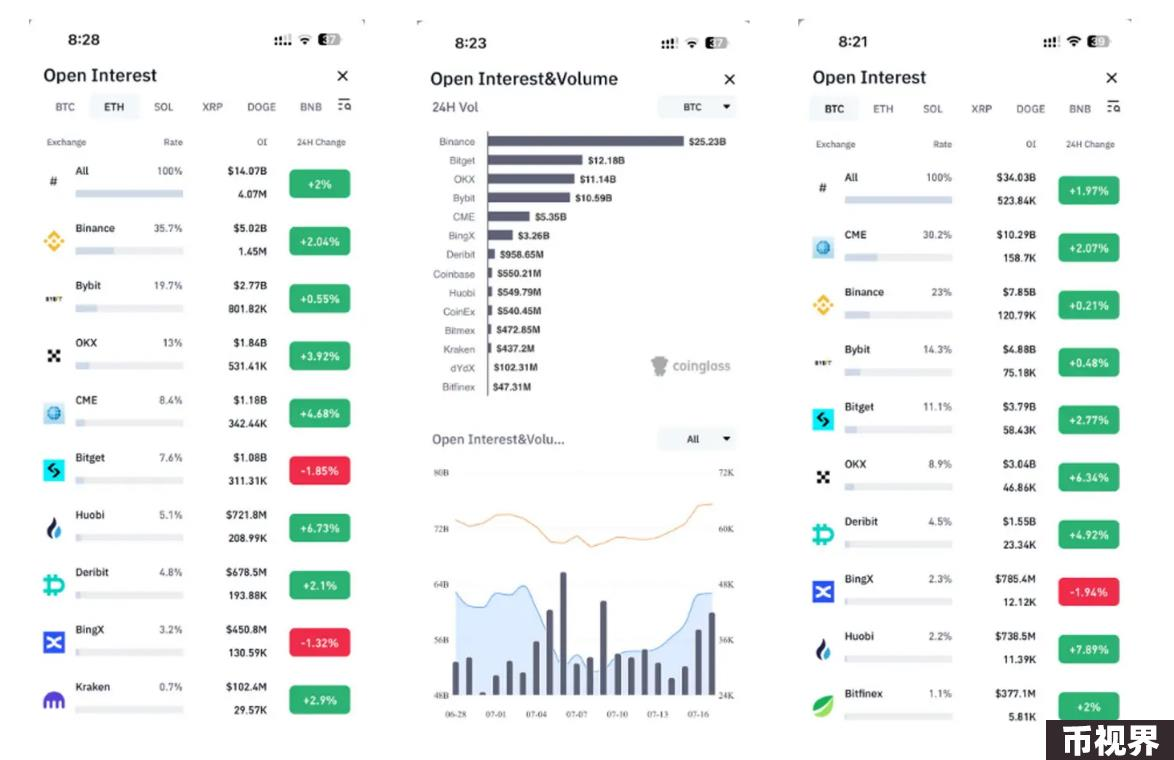 8:28
37
Open Interest
BTC ETH SOL XRP DOGE BNB
Exchange Rate OI 24H Change
# All 100% $14.07B +2%
4.07M
Binance 35.7% $5.02B +2.04%
1.45M
Bybit 19.7% $2.77B +0.55%
801.82K
OKX 13% $1.84B +3.92%
531.41K
CME 8.4% $1.18B +4.68%
342.44K
Bitget 7.6% $1.08B -1.85%
311.31K
Huobi 5.1% $721.8M +6.73%
208.99K
Deribit 4.8% $678.5M +2.1%
193.88K
BingX 3.2% $450.8M -1.32%
130.59K
Kraken 0.7% $102.4M +2.9%
29.57K
8:23
37
Open Interest&Volume
24H Vol BTC
Binance $25.23B
Bitget $12.18B
OKX $11.14B
Bybit $10.59B
CME $5.35B
BingX $3.26B
Deribit $958.65M
Coinbase $550.21M
Huobi $549.79M
CoinEx $540.45M
Bitmex $472.85M
Kraken $437.2M
dYdX $102.31M
Bitfinex $47.31M
coinglass
Open Interest&Volu... All
80B 72K
72B 60K
64B 48K
56B 36K
48B 24K
06-28 07-01 07-04 07-07 07-10 07-13 07-16
8:21
39
Open Interest
BTC ETH SOL XRP DOGE BNB
Exchange Rate OI 24H Change
# All 100% $34.03B +1.97%
523.84K
CME 30.2% $10.29B +2.07%
158.7K
Binance 23% $7.85B +0.21%
120.79K
Bybit 14.3% $4.88B +0.48%
75.18K
Bitget 11.1% $3.79B +2.77%
58.43K
OKX 8.9% $3.04B +6.34%
46.86K
Deribit 4.5% $1.55B +4.92%
23.34K
BingX 2.3% $785.4M -1.94%
12.12K
Huobi 2.2% $738.5M +7.89%
11.39K
Bitfinex 1.1% $377.1M +2%
5.81K
币视界